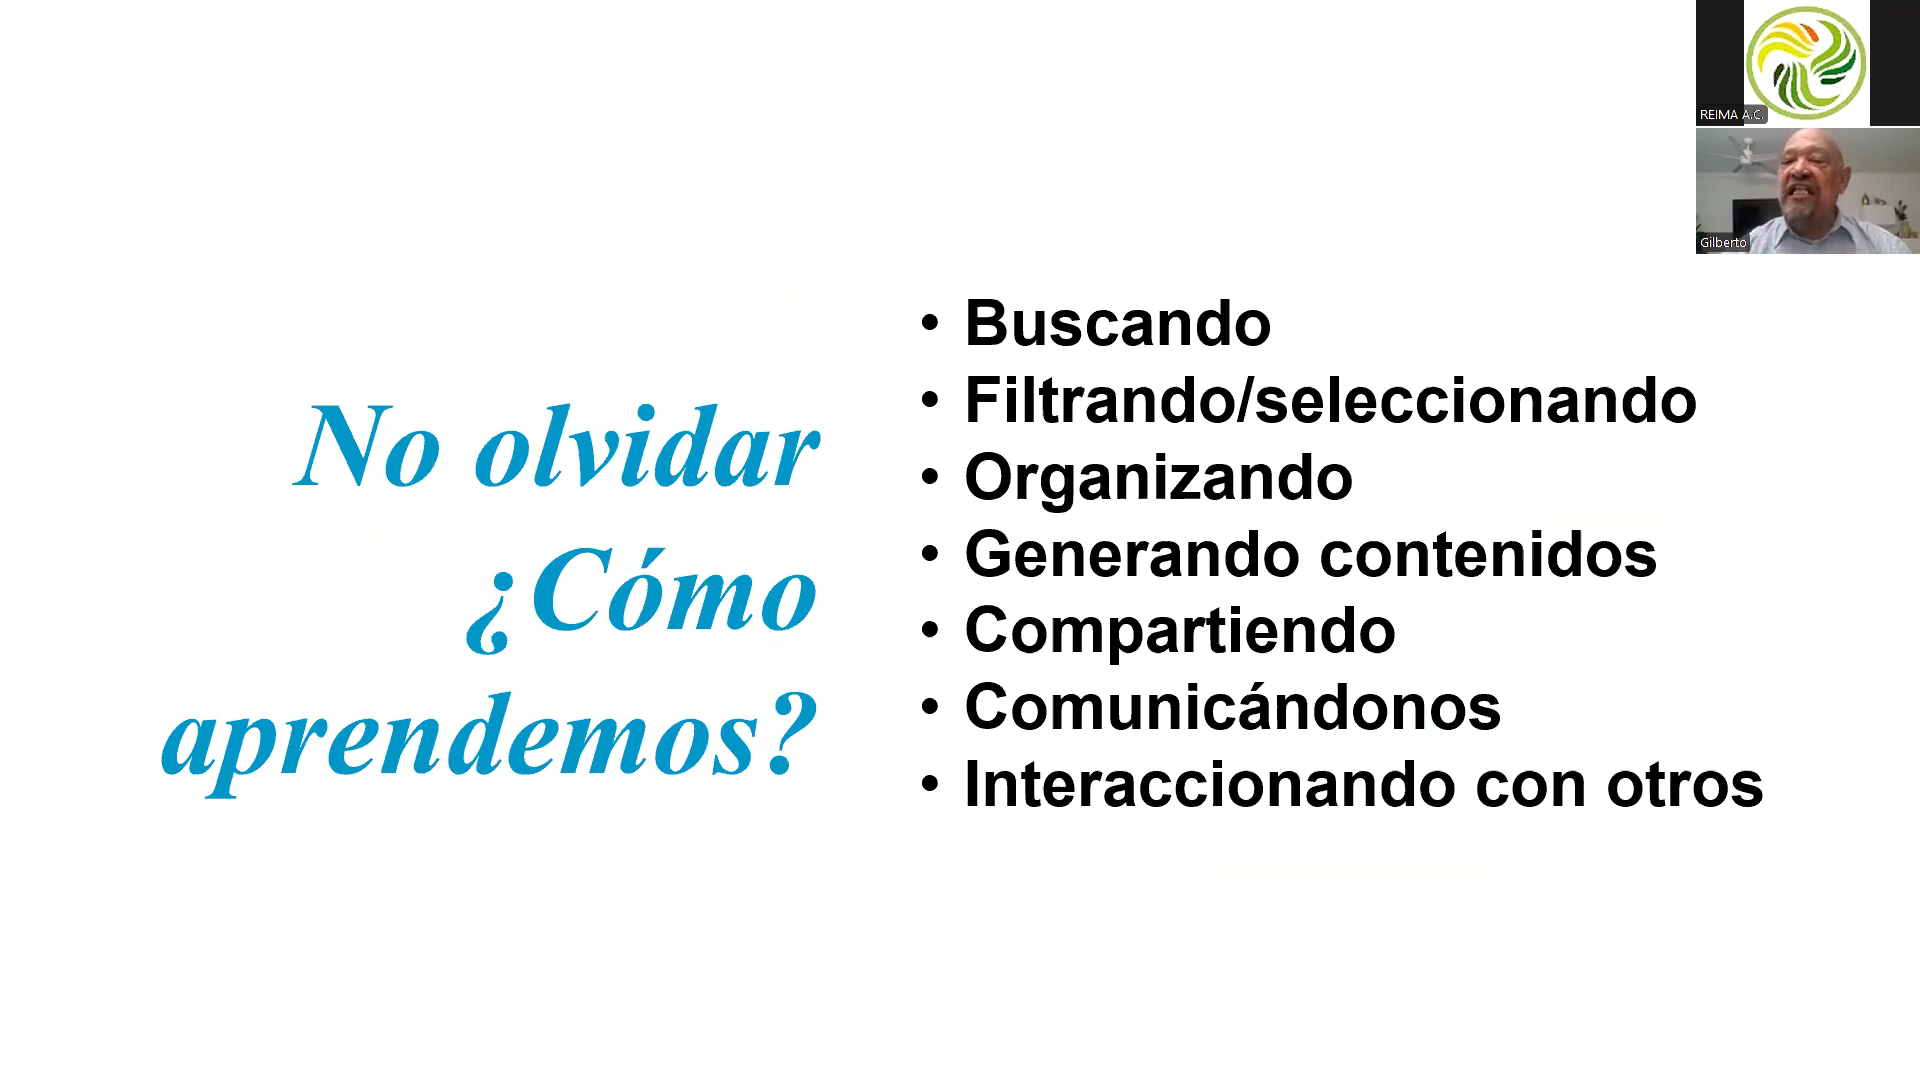 REIMA A.C.
Gilberto
No olvidar
¿Cómo
aprendemos?
• Buscando
• Filtrando/seleccionando
• Organizando
• Generando contenidos
• Compartiendo
• Comunicándonos
• Interaccionando con otros